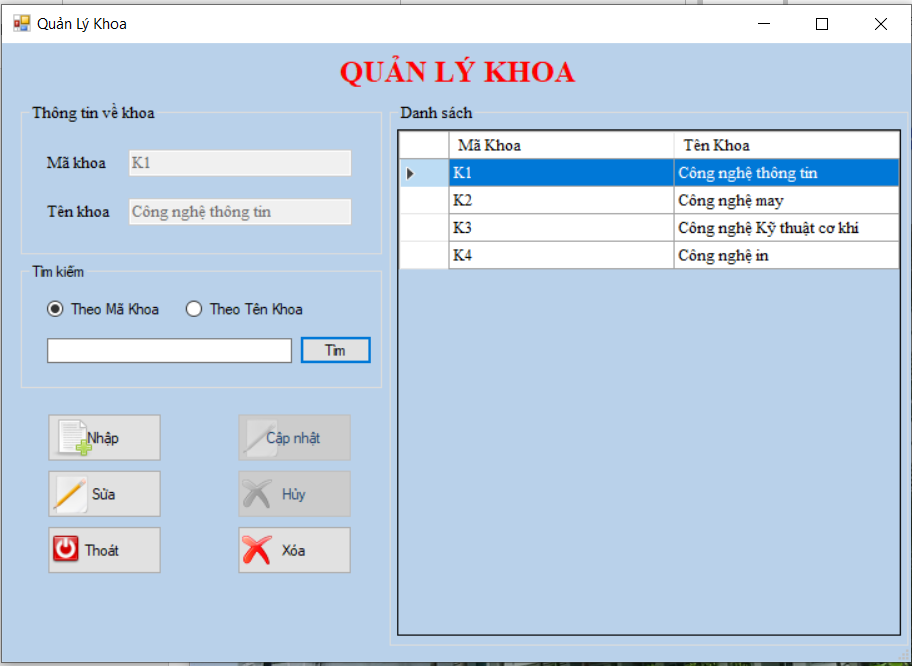 Quản Lý Khoa
QUẢN LÝ KHOA
Thông tin về khoa
Mã khoa K1
Tên khoa Công nghệ thông tin
Tìm kiếm
Theo Mã Khoa Theo Tên Khoa
Tìm
Nhập Cập nhật
Sửa Hủy
Thoát Xóa
Danh sách
Mã Khoa Tên Khoa
K1 Công nghệ thông tin
K2 Công nghệ may
K3 Công nghệ Kỹ thuật cơ khí
K4 Công nghệ in